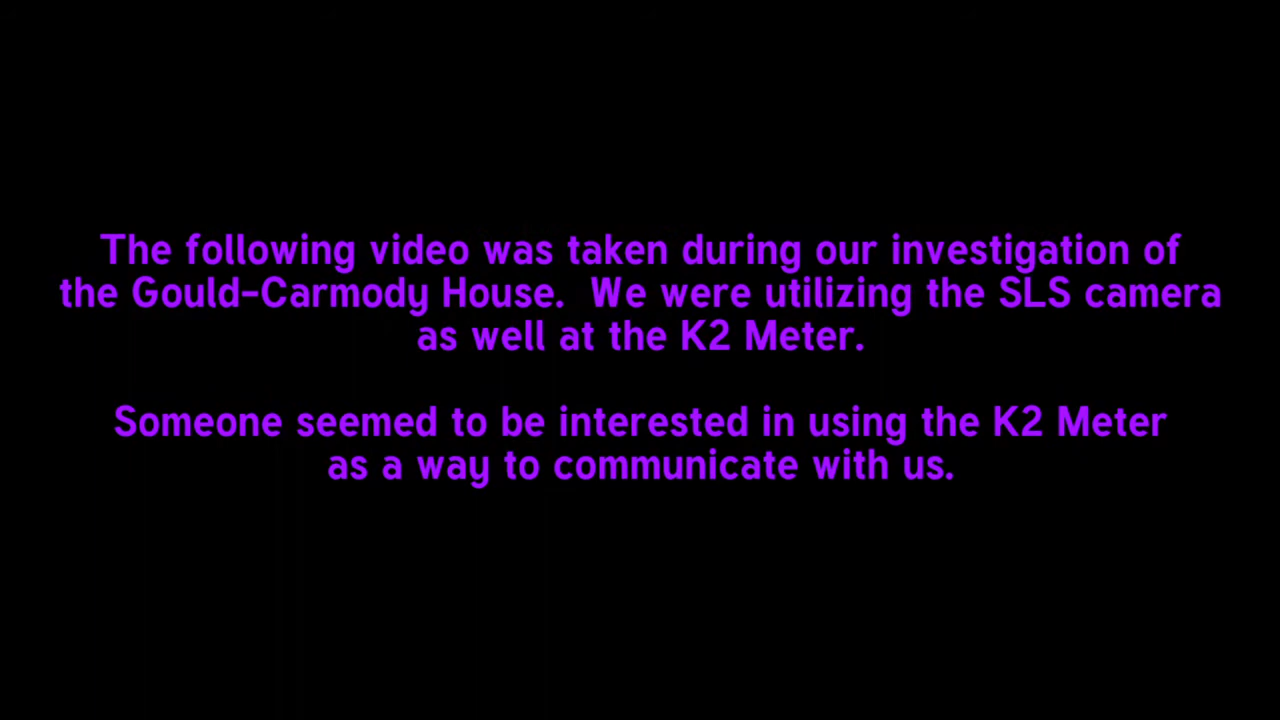 The following video was taken during our investigation of
the Gould-Carmody House.  We were utilizing the SLS camera
as well at the K2 Meter.
Someone seemed to be interested in using the K2 Meter
as a way to communicate with us.